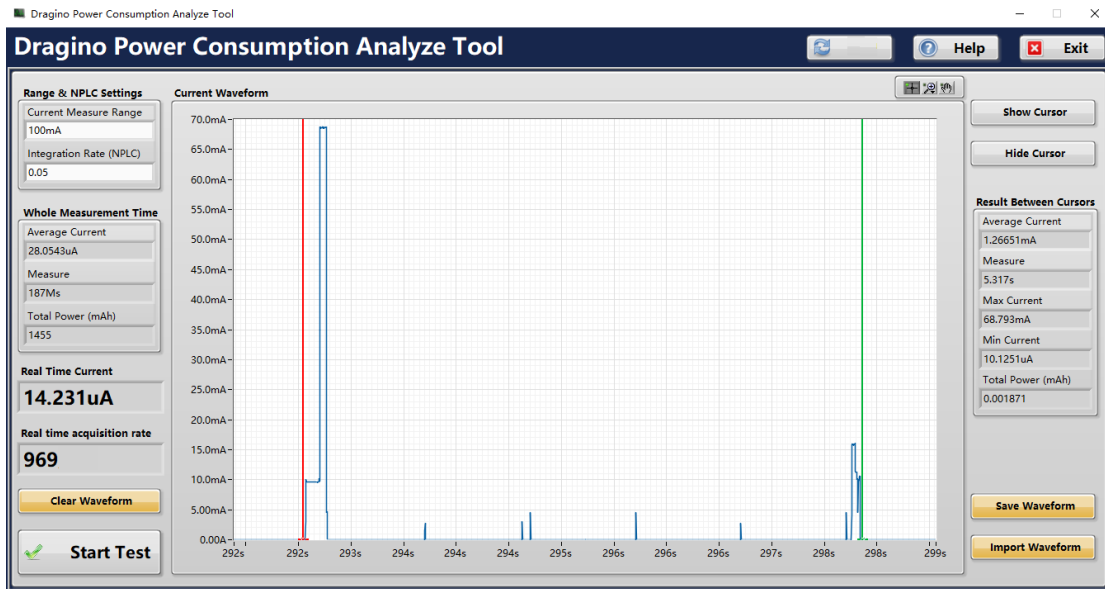 Dragino Power Consumption Analyze Tool
Dragino Power Consumption Analyze Tool
Help
Exit
Range & NPLC Settings
Current Measure Range
100mA
Integration Rate (NPLC)
0.05
Whole Measurement Time
Average Current
28.0543uA
Measure
187Ms
Total Power (mAh)
1455
Real Time Current
14.231uA
Real time acquisition rate
969
Clear Waveform
Start Test
Current Waveform
70.0mA
65.0mA
60.0mA
55.0mA
50.0mA
45.0mA
40.0mA
35.0mA
30.0mA
25.0mA
20.0mA
15.0mA
10.0mA
5.00mA
0.00A
292s 292s 293s 294s 294s 294s 295s 296s 296s 296s 297s 298s 298s 299s
Show Cursor
Hide Cursor
Result Between Cursors
Average Current
1.26651mA
Measure
5.317s
Max Current
68.793mA
Min Current
10.1251uA
Total Power (mAh)
0.001871
Save Waveform
Import Waveform